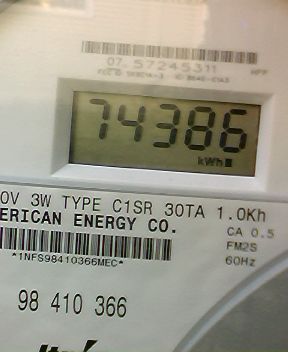 07. 57245311
74386
kWh
0V 3W TYPE C1SR 30TA 1.0Kh
ERICAN ENERGY CO.
CA 0.5
FM2S
*1NFS98410366MEC*
60Hz
98 410 366